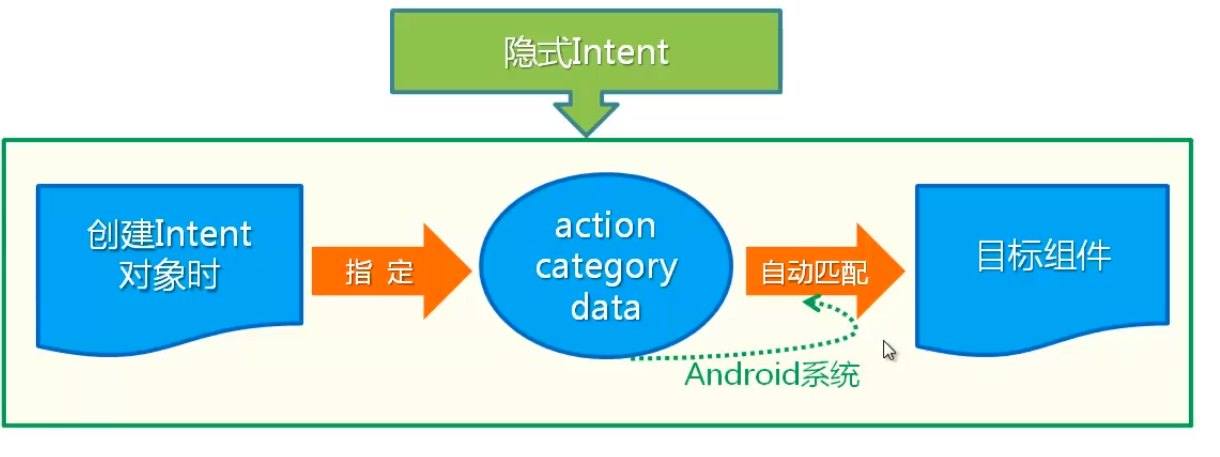 隐式Intent
创建Intent
对象时
指 定
action
category
data
自动匹配
目标组件
Android系统